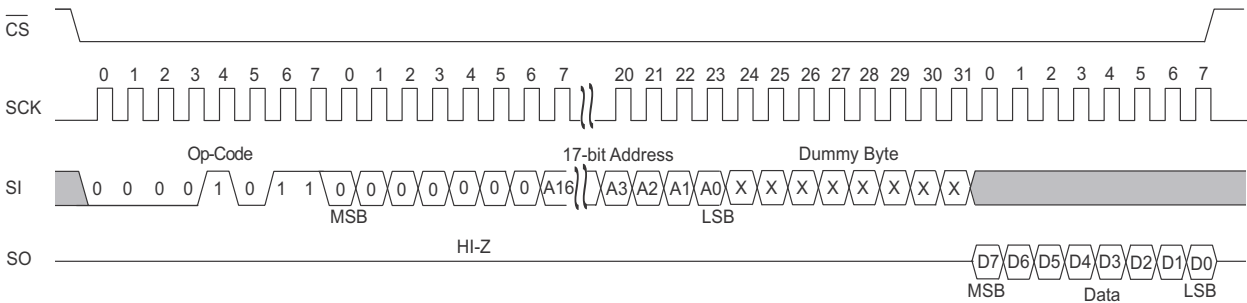 CS
0 1 2 3 4 5 6 7 0 1 2 3 4 5 6 7 20 21 22 23 24 25 26 27 28 29 30 31 0 1 2 3 4 5 6 7
SCK
Op-Code 17-bit Address Dummy Byte
SI 0 0 0 0 1 0 1 1 0 0 0 0 0 0 0 A16 A3 A2 A1 A0 X X X X X X X X
MSB LSB
HI-Z
SO D7 D6 D5 D4 D3 D2 D1 D0
MSB Data LSB